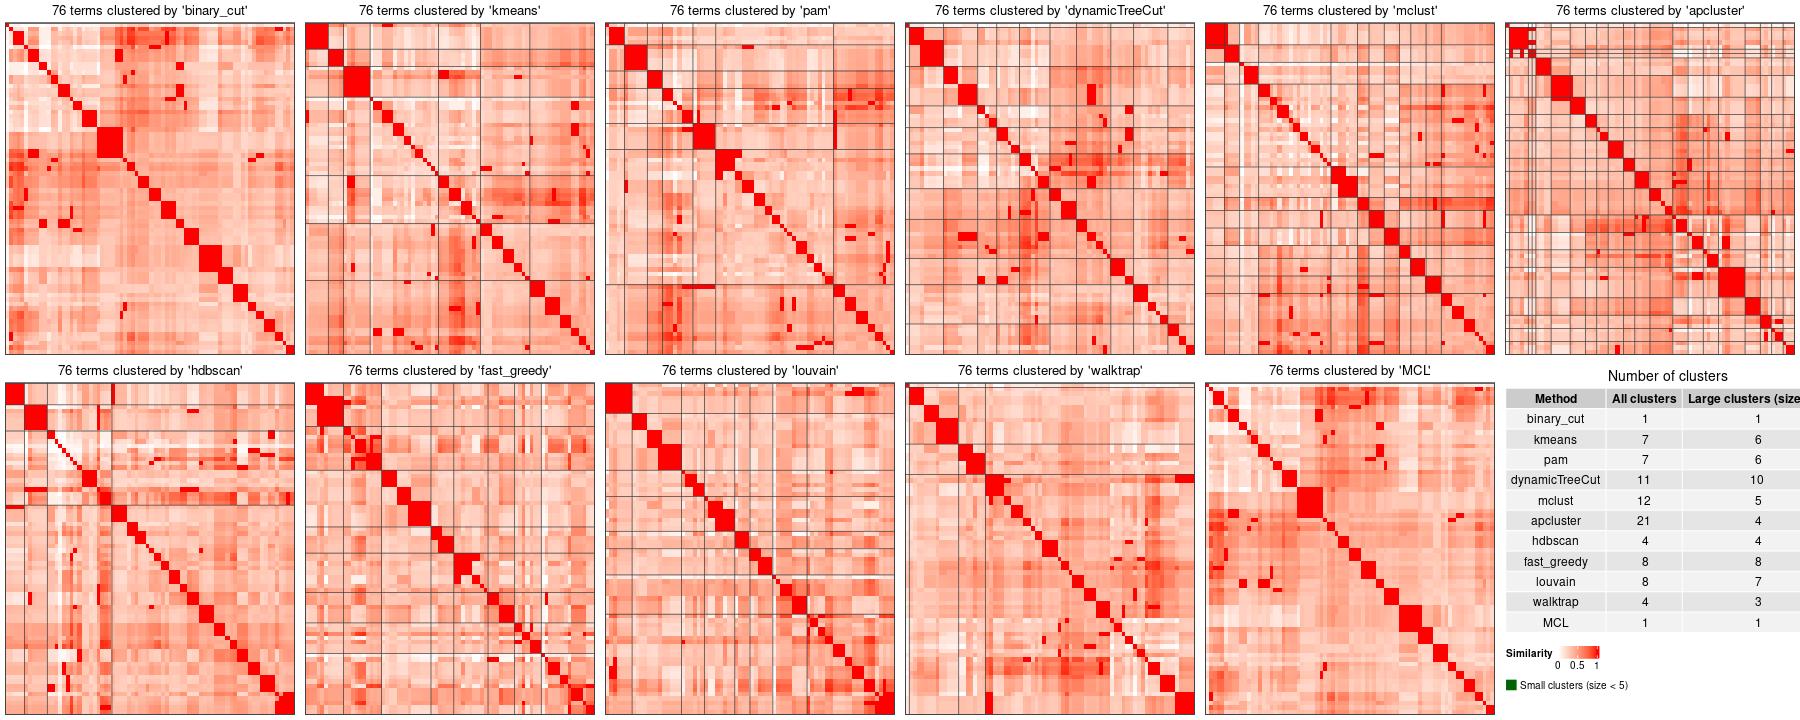 76 terms clustered by 'binary_cut'
76 terms clustered by 'kmeans'
76 terms clustered by 'pam'
76 terms clustered by 'dynamicTreeCut'
76 terms clustered by 'mclust'
76 terms clustered by 'apcluster'
76 terms clustered by 'hdbscan'
76 terms clustered by 'fast_greedy'
76 terms clustered by 'louvain'
76 terms clustered by 'walktrap'
76 terms clustered by 'MCL'
Number of clusters
Method All clusters Large clusters (size
binary_cut 1 1
kmeans 7 6
pam 7 6
dynamicTreeCut 11 10
mclust 12 5
apcluster 21 4
hdbscan 4 4
fast_greedy 8 8
louvain 8 7
walktrap 4 3
MCL 1 1
Similarity
0 0.5 1
Small clusters (size < 5)